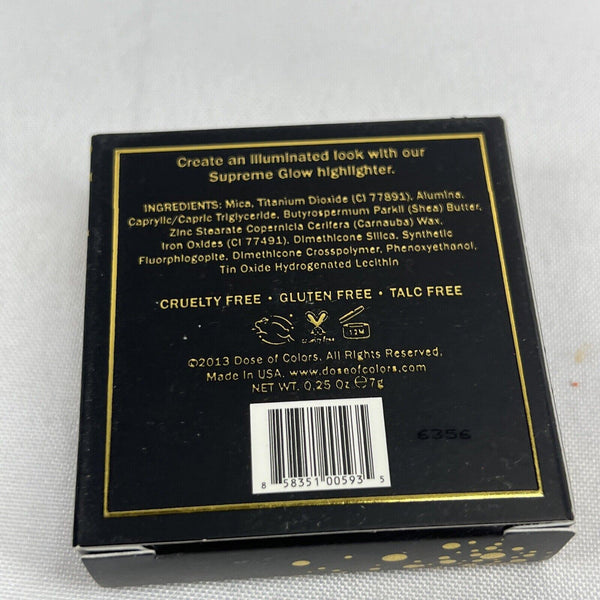 Create an Illuminated look with our
Supreme Glow highlighter.
INGREDIENTS: Mica, Titanium Dioxide (CI 77891), Alumina,
Caprylic/Capric Triglyceride, Butyrospermum Parkii (Shea) Butter,
Zinc Stearate Copernicia Cerifera (Carnauba) Wax,
Iron Oxides (CI 77491), Dimethicone Silica, Synthetic
Fluorphlogopite, Dimethicone Crosspolymer, Phenoxyethanol,
Tin Oxide Hydrogenated Lecithin
CRUELTY FREE • GLUTEN FREE • TALC FREE
12M
©2013 Dose of Colors. All Rights Reserved.
Made in USA. www.doseofcolors.com
NET WT. 0.25 Oz ℮ 7g
6356
8 58351 00593 5